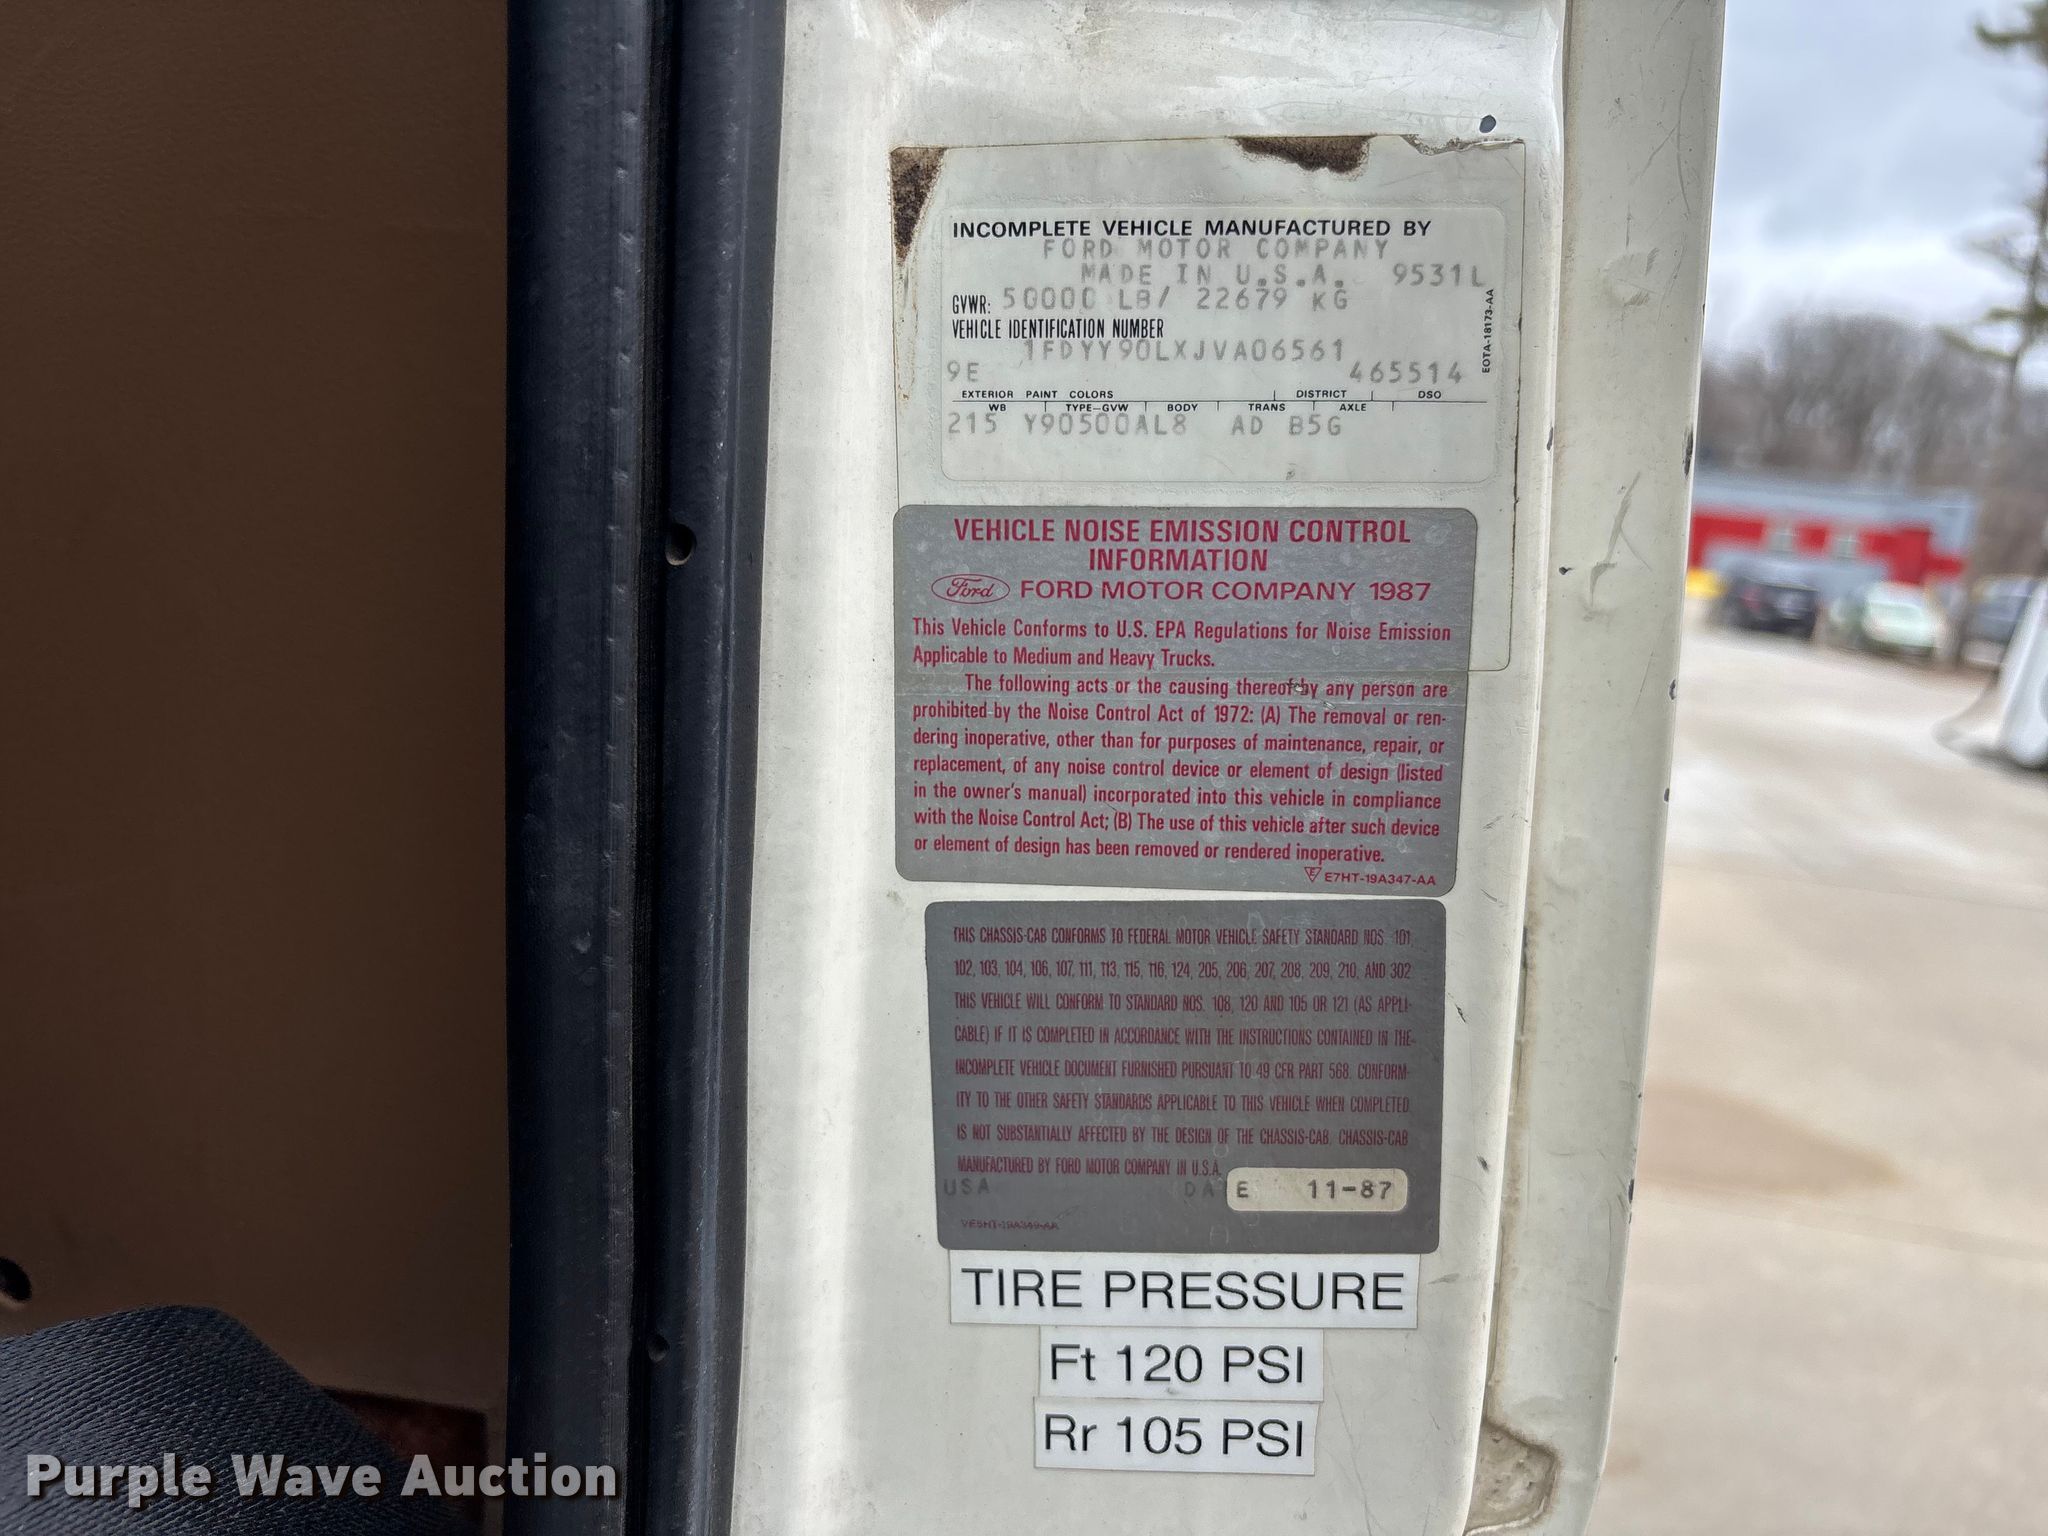 INCOMPLETE VEHICLE MANUFACTURED BY
FORD MOTOR COMPANY
MADE IN U.S.A. 9531L
GVWR: 50000 LB/ 22679 KG
VEHICLE IDENTIFICATION NUMBER
1FDYY90LXJVA06561
9E 465514
EOTA-18173-AA
EXTERIOR PAINT COLORS DISTRICT DSO
WB TYPE-GVW BODY TRANS AXLE
215 Y90500AL8 AD B5G
VEHICLE NOISE EMISSION CONTROL
INFORMATION
Ford FORD MOTOR COMPANY 1987
This Vehicle Conforms to U.S. EPA Regulations for Noise Emission
Applicable to Medium and Heavy Trucks.
The following acts or the causing thereof by any person are
prohibited by the Noise Control Act of 1972: (A) The removal or ren-
dering inoperative, other than for purposes of maintenance, repair, or
replacement, of any noise control device or element of design (listed
in the owner's manual) incorporated into this vehicle in compliance
with the Noise Control Act; (B) The use of this vehicle after such device
or element of design has been removed or rendered inoperative.
E E7HT-19A347-AA
THIS CHASSIS-CAB CONFORMS TO FEDERAL MOTOR VEHICLE SAFETY STANDARD NOS. 101,
102, 103, 104, 106, 107, 111, 113, 115, 116, 124, 205, 206, 207, 208, 209, 210, AND 302
THIS VEHICLE WILL CONFORM TO STANDARD NOS. 108, 120 AND 105 OR 121 (AS APPLI-
CABLE) IF IT IS COMPLETED IN ACCORDANCE WITH THE INSTRUCTIONS CONTAINED IN THE
INCOMPLETE VEHICLE DOCUMENT FURNISHED PURSUANT TO 49 CFR PART 568. CONFORM-
ITY TO THE OTHER SAFETY STANDARDS APPLICABLE TO THIS VEHICLE WHEN COMPLETED
IS NOT SUBSTANTIALLY AFFECTED BY THE DESIGN OF THE CHASSIS-CAB. CHASSIS-CAB
MANUFACTURED BY FORD MOTOR COMPANY IN U.S.A.
USA DATE 11-87
VE5HT-19A349-AA
TIRE PRESSURE
Ft 120 PSI
Rr 105 PSI
Purple Wave Auction